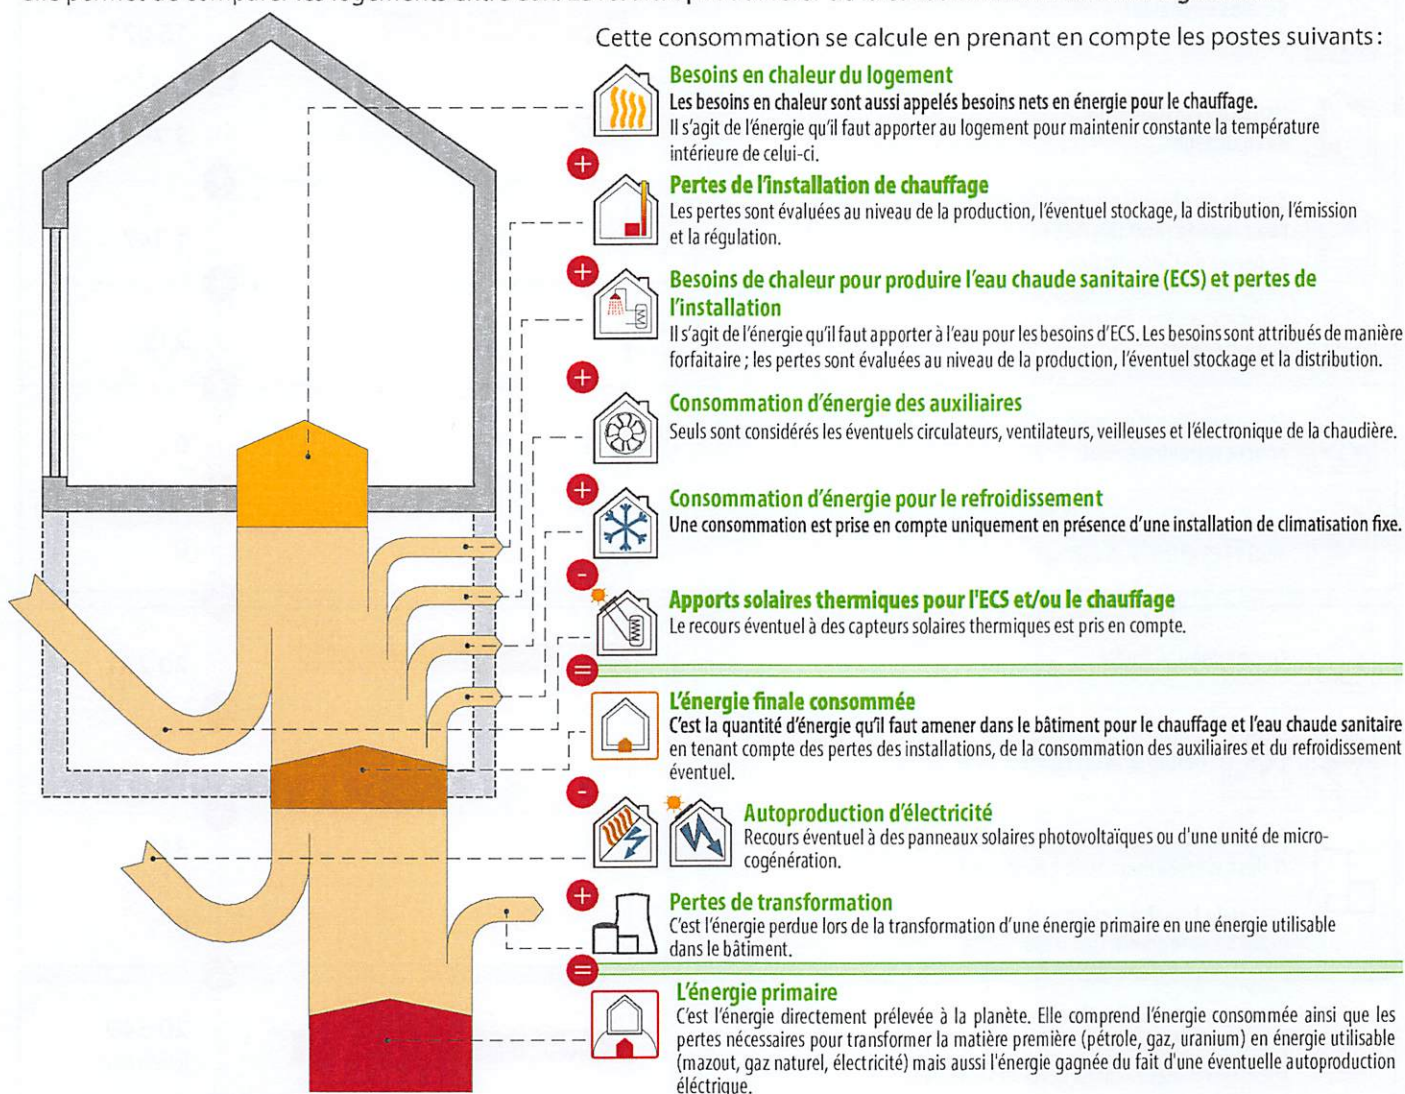 Cette consommation se calcule en prenant en compte les postes suivants :
Besoins en chaleur du logement
Les besoins en chaleur sont aussi appelés besoins nets en énergie pour le chauffage.
Il s'agit de l'énergie qu'il faut apporter au logement pour maintenir constante la température
intérieure de celui-ci.
+
Pertes de l'installation de chauffage
Les pertes sont évaluées au niveau de la production, l'éventuel stockage, la distribution, l'émission
et la régulation.
+
Besoins de chaleur pour produire l'eau chaude sanitaire (ECS) et pertes de
l'installation
Il s'agit de l'énergie qu'il faut apporter à l'eau pour les besoins d'ECS. Les besoins sont attribués de manière
forfaitaire ; les pertes sont évaluées au niveau de la production, l'éventuel stockage et la distribution.
+
Consommation d'énergie des auxiliaires
Seuls sont considérés les éventuels circulateurs, ventilateurs, veilleuses et l'électronique de la chaudière.
+
Consommation d'énergie pour le refroidissement
Une consommation est prise en compte uniquement en présence d'une installation de climatisation fixe.
-
Apports solaires thermiques pour l'ECS et/ou le chauffage
Le recours éventuel à des capteurs solaires thermiques est pris en compte.
=
L'énergie finale consommée
C'est la quantité d'énergie qu'il faut amener dans le bâtiment pour le chauffage et l'eau chaude sanitaire
en tenant compte des pertes des installations, de la consommation des auxiliaires et du refroidissement
éventuel.
-
Autoproduction d'électricité
Recours éventuel à des panneaux solaires photovoltaïques ou d'une unité de micro-
cogénération.
+
Pertes de transformation
C'est l'énergie perdue lors de la transformation d'une énergie primaire en une énergie utilisable
dans le bâtiment.
=
L'énergie primaire
C'est l'énergie directement prélevée à la planète. Elle comprend l'énergie consommée ainsi que les
pertes nécessaires pour transformer la matière première (pétrole, gaz, uranium) en énergie utilisable
(mazout, gaz naturel, électricité) mais aussi l'énergie gagnée du fait d'une éventuelle autoproduction
éléctrique.